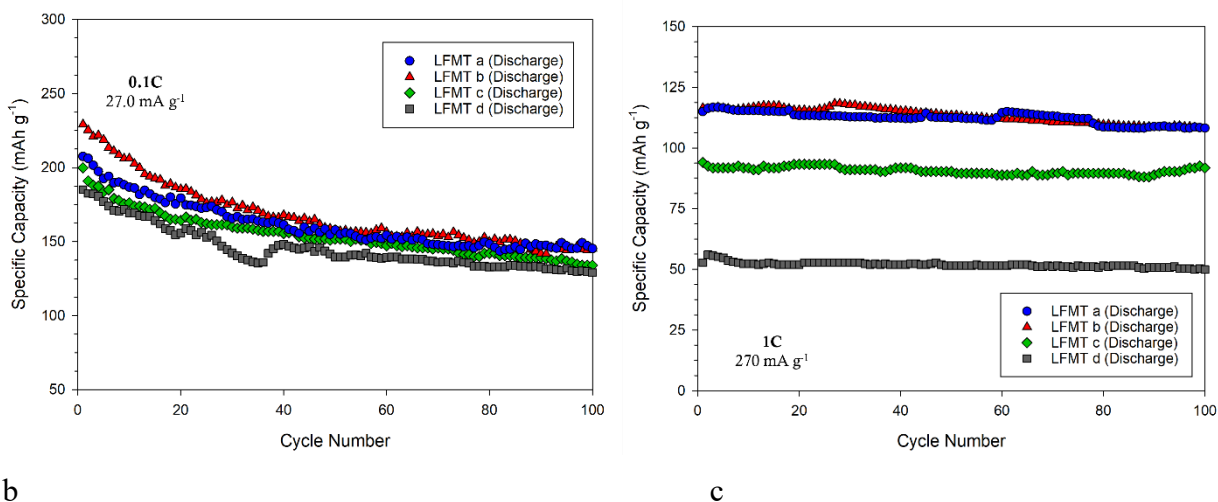 300
250
200
150
100
50
Specific Capacity (mAh g⁻¹)
0.1C
27.0 mA g⁻¹
LFMT a (Discharge)
LFMT b (Discharge)
LFMT c (Discharge)
LFMT d (Discharge)
0 20 40 60 80 100
Cycle Number
b
150
125
100
75
50
25
0
Specific Capacity (mAh g⁻¹)
1C
270 mA g⁻¹
LFMT a (Discharge)
LFMT b (Discharge)
LFMT c (Discharge)
LFMT d (Discharge)
0 20 40 60 80 100
Cycle Number
c